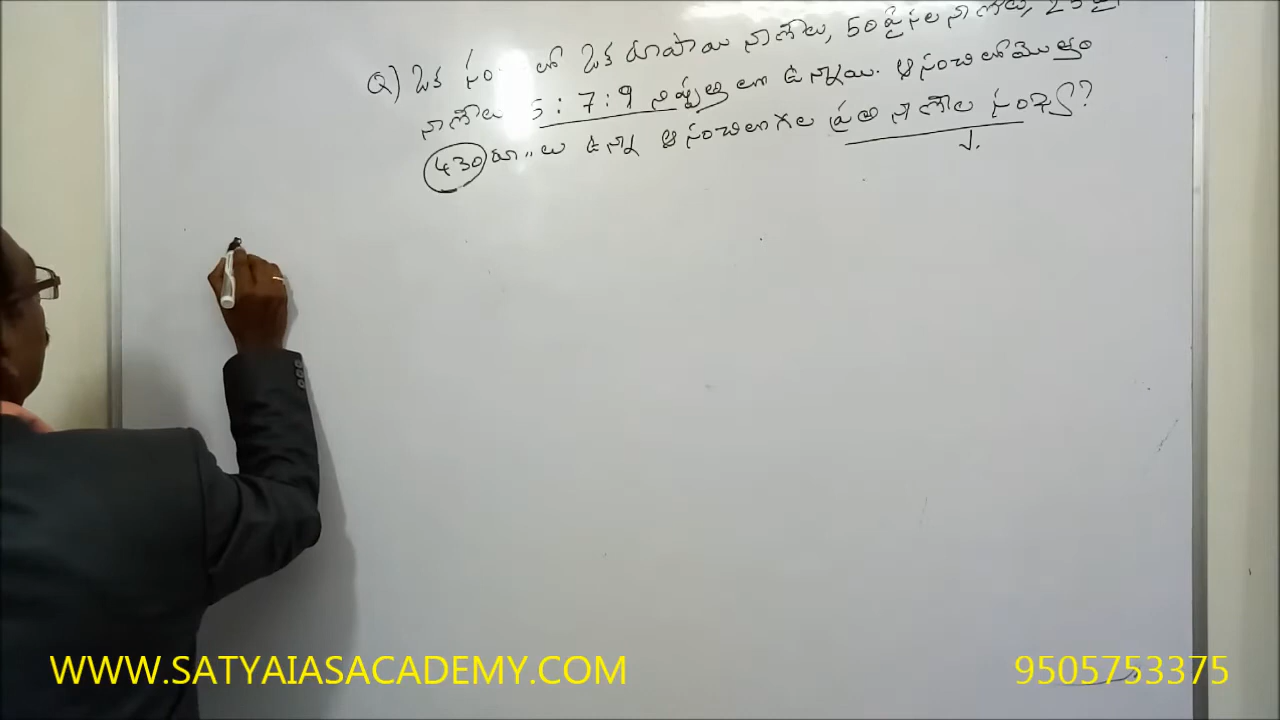 Q) ఒక సం లో ఒక రూపాయి నాణెాలు, 50 పైసల నాణెాలు, 25 పై
నాణెాలు 5 : 7 : 9 నిష్పత్తి లో ఉన్నాయి. ఆ సంచిలో మొత్తం
430 రూ"లు ఉన్న ఆ సంచిలో గల ప్రతి నాణెాల సంఖ్య?
WWW.SATYAIASACADEMY.COM
9505753375